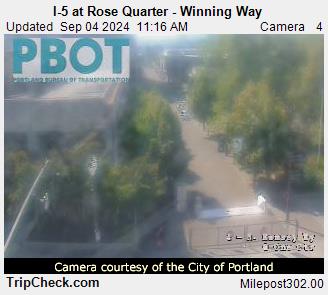 I-5 at Rose Quarter - Winning Way
Updated Sep 04 2024 11:16 AM Camera 4
PBOT
PORTLAND BUREAU OF TRANSPORTATION
Camera courtesy of the City of Portland
TripCheck.com Milepost302.00